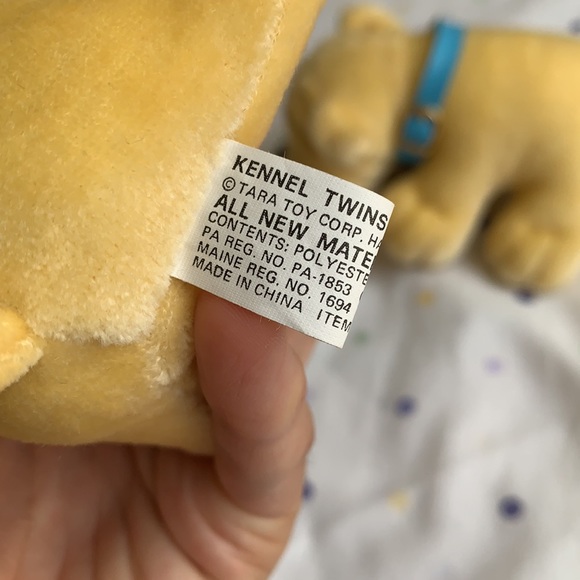 KENNEL TWINS
© TARA TOY CORP. HA
ALL NEW MATE
CONTENTS: POLYESTE
PA REG. NO. PA-1853
MAINE REG. NO. 1694
MADE IN CHINA ITEM